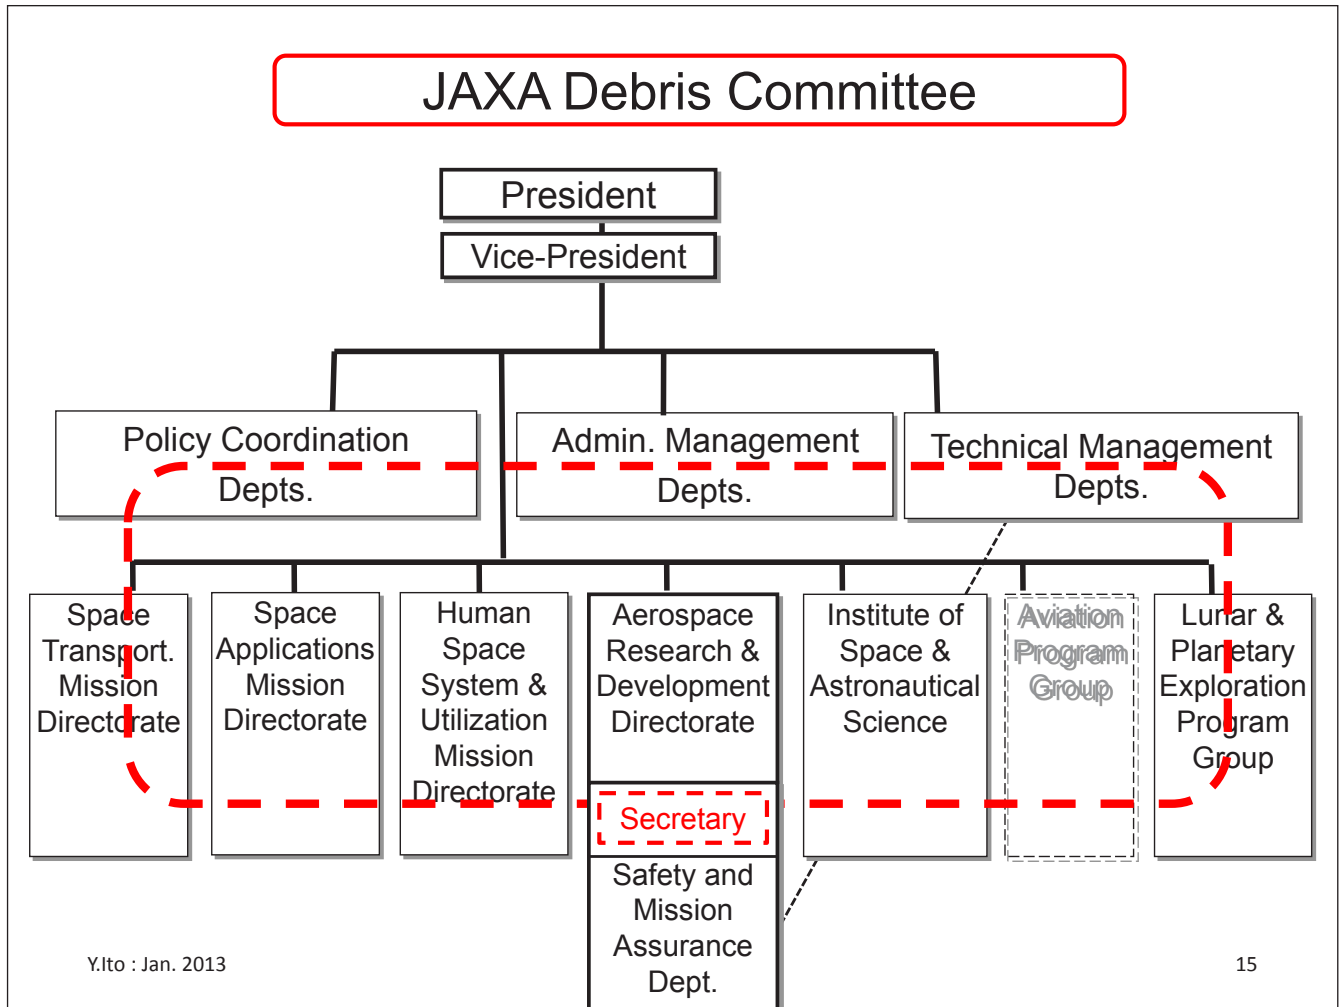 JAXA Debris Committee
President
Vice-President
Policy Coordination
Depts.
Admin. Management
Depts.
Technical Management
Depts.
Space
Transport.
Mission
Directorate
Space
Applications
Mission
Directorate
Human
Space
System &
Utilization
Mission
Directorate
Aerospace
Research &
Development
Directorate
Secretary
Safety and
Mission
Assurance
Dept.
Institute of
Space &
Astronautical
Science
Aviation
Program
Group
Lunar &
Planetary
Exploration
Program
Group
Y.Ito : Jan. 2013
15